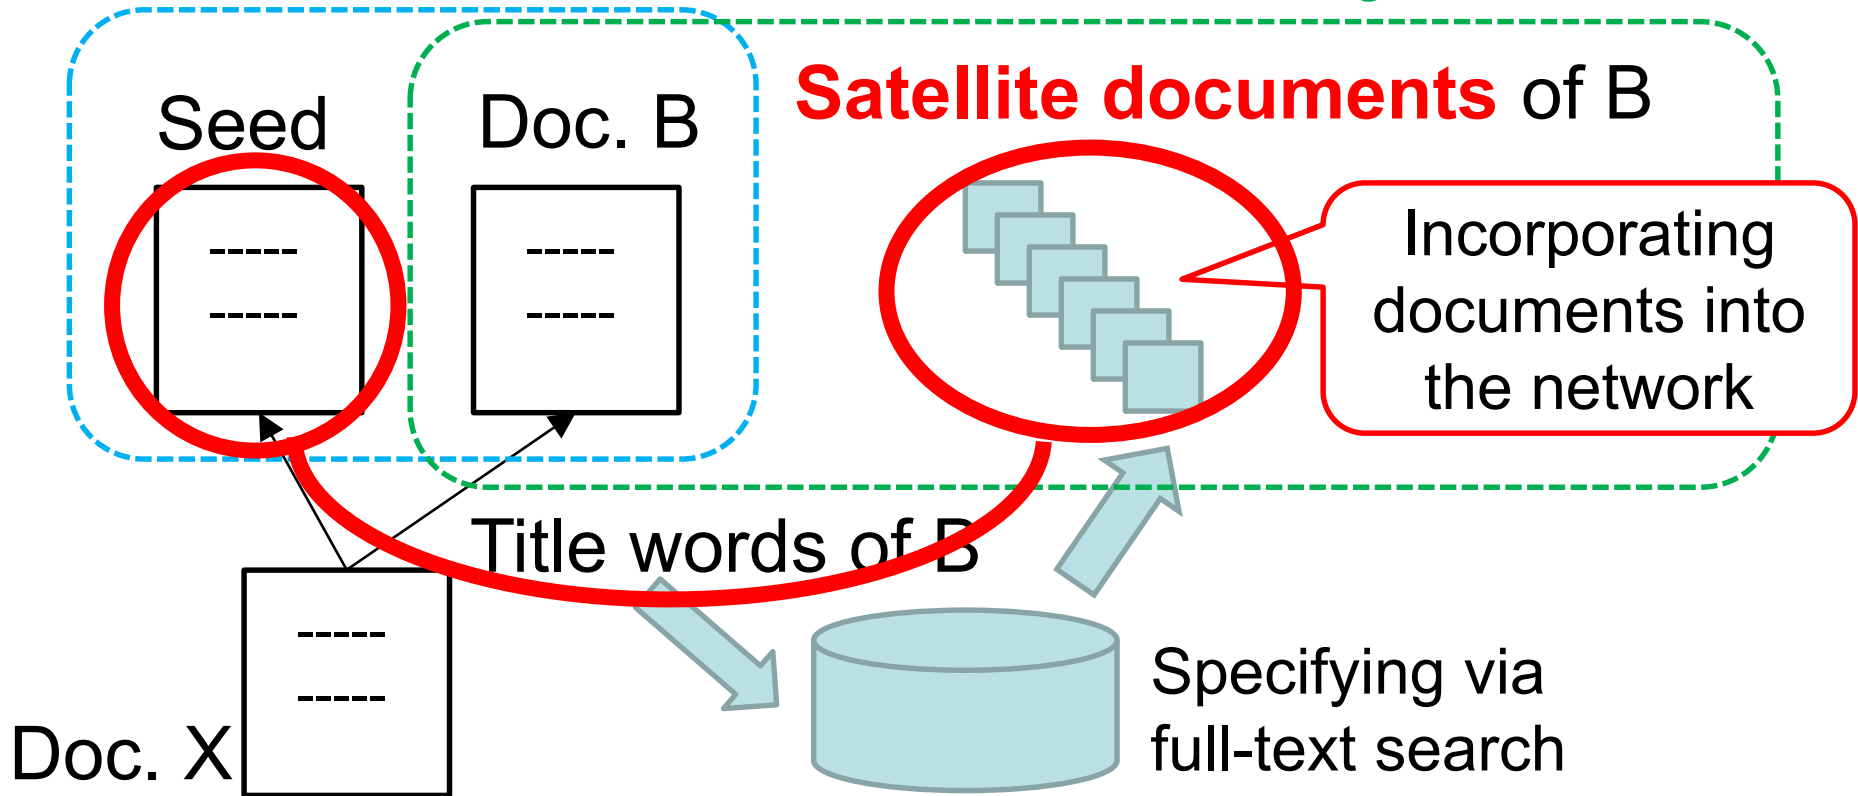 Satellite documents of B
Seed
Doc. B
-----
-----
-----
-----
Incorporating
documents into
the network
Title words of B
-----
-----
Doc. X
Specifying via
full-text search